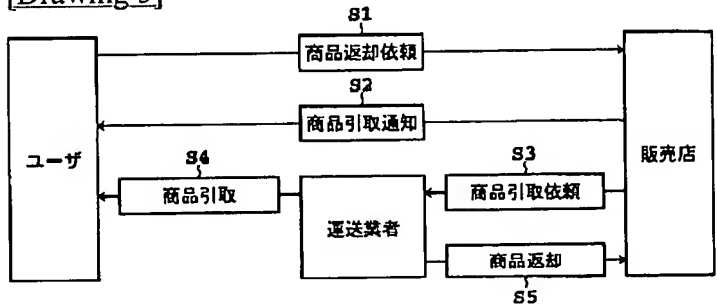 [Drawing 5]
S1
商品返却依頼
S2
商品引取通知
ユーザ
販売店
S4
商品引取
S3
商品引取依頼
運送業者
商品返却
S5